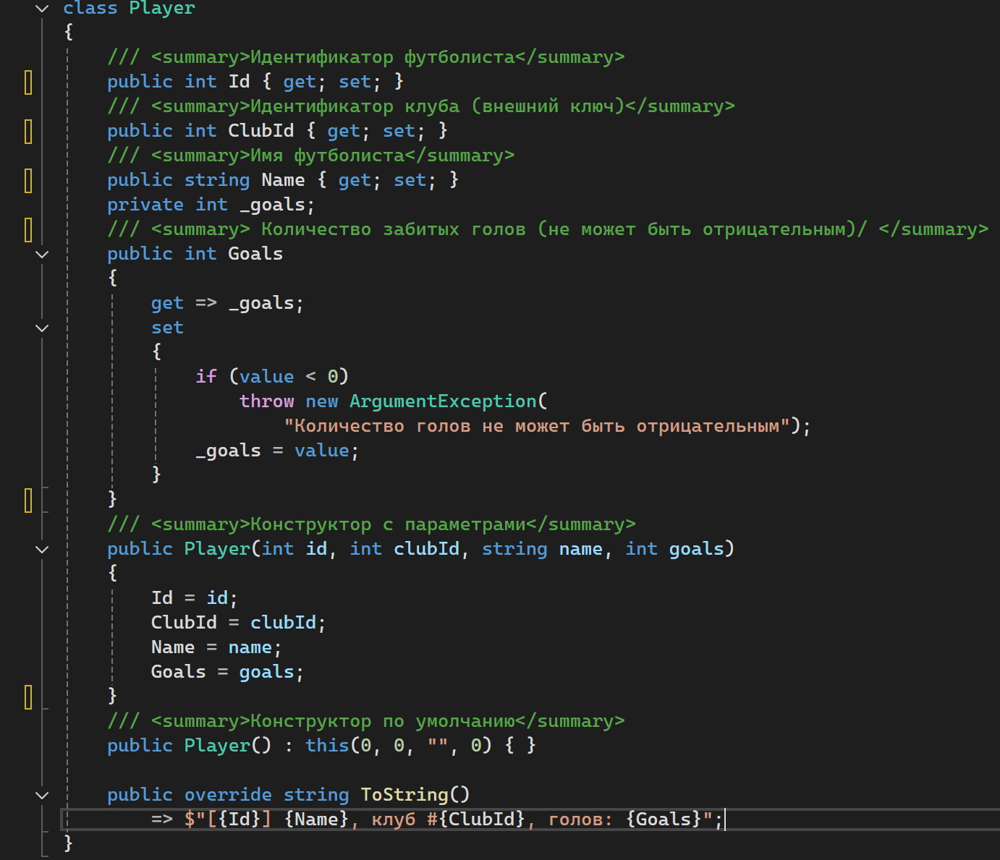 class Player
{
/// <summary>Идентификатор футболиста</summary>
public int Id { get; set; }
/// <summary>Идентификатор клуба (внешний ключ)</summary>
public int ClubId { get; set; }
/// <summary>Имя футболиста</summary>
public string Name { get; set; }
private int _goals;
/// <summary> Количество забитых голов (не может быть отрицательным)/ </summary>
public int Goals
{
get => _goals;
set
{
if (value < 0)
throw new ArgumentException(
"Количество голов не может быть отрицательным");
_goals = value;
}
}
/// <summary>Конструктор с параметрами</summary>
public Player(int id, int clubId, string name, int goals)
{
Id = id;
ClubId = clubId;
Name = name;
Goals = goals;
}
/// <summary>Конструктор по умолчанию</summary>
public Player() : this(0, 0, "", 0) { }
public override string ToString()
=> $"[{Id}] {Name}, клуб #{ClubId}, голов: {Goals}";
}